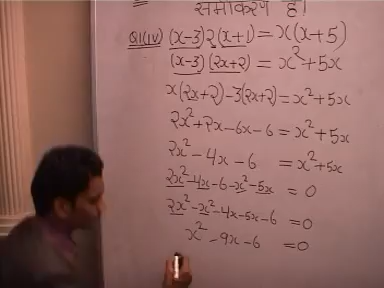 समीकरण है।
Q1(iv) (x-3)2(x+1)=x(x+5)
(x-3)(2x+2)=x²+5x
x(2x+2)-3(2x+2)=x²+5x
2x²+2x-6x-6=x²+5x
2x²-4x-6=x²+5x
2x²-4x-6-x²-5x=0
2x²-x²-4x-5x-6=0
x²-9x-6=0